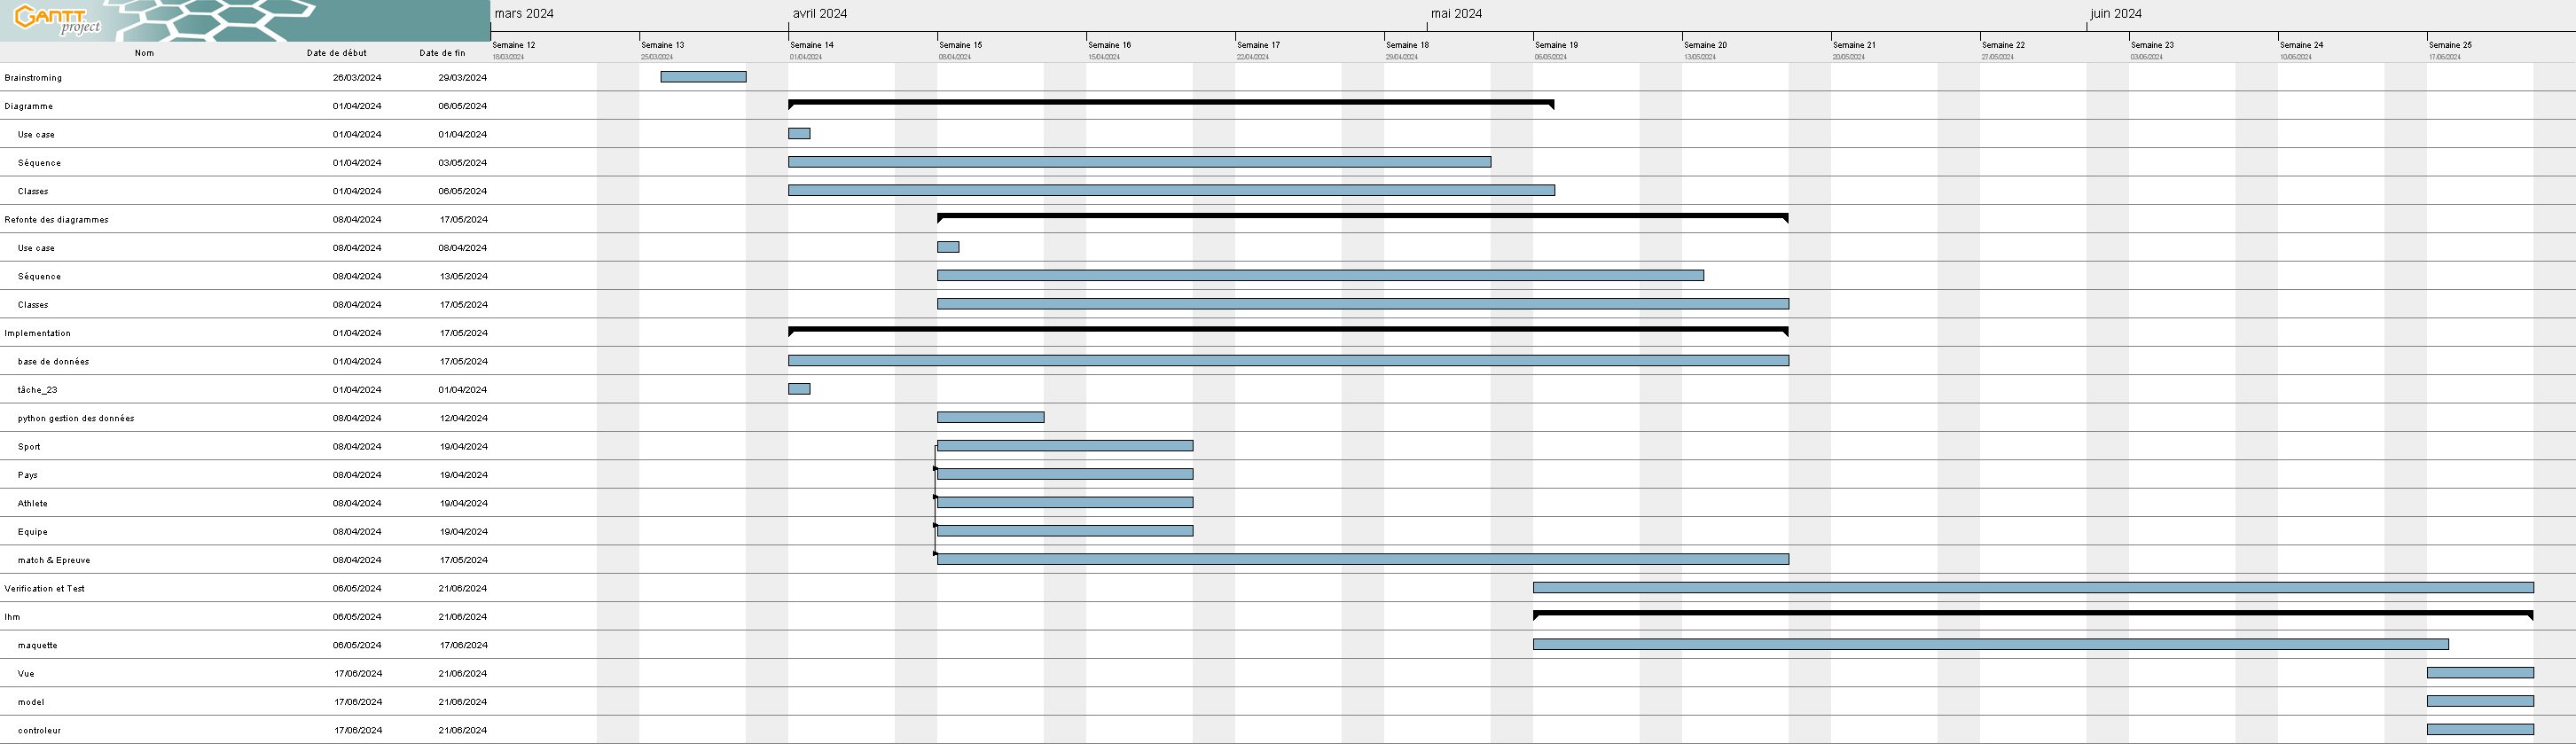 GANTT project
mars 2024 avril 2024 mai 2024 juin 2024
Nom Date de début Date de fin Semaine 12 Semaine 13 Semaine 14 Semaine 15 Semaine 16 Semaine 17 Semaine 18 Semaine 19 Semaine 20 Semaine 21 Semaine 22 Semaine 23 Semaine 24 Semaine 25
18/03/2024 25/03/2024 01/04/2024 08/04/2024 15/04/2024 22/04/2024 29/04/2024 06/05/2024 13/05/2024 20/05/2024 27/05/2024 03/06/2024 10/06/2024 17/06/2024
Brainstroming 26/03/2024 29/03/2024
Diagramme 01/04/2024 06/05/2024
Use case 01/04/2024 01/04/2024
Séquence 01/04/2024 03/05/2024
Classes 01/04/2024 06/05/2024
Refonte des diagrammes 08/04/2024 17/05/2024
Use case 08/04/2024 08/04/2024
Séquence 08/04/2024 13/05/2024
Classes 08/04/2024 17/05/2024
Implementation 01/04/2024 17/05/2024
base de données 01/04/2024 17/05/2024
tâche_23 01/04/2024 01/04/2024
python gestion des données 08/04/2024 12/04/2024
Sport 08/04/2024 19/04/2024
Pays 08/04/2024 19/04/2024
Athlete 08/04/2024 19/04/2024
Equipe 08/04/2024 19/04/2024
match & Epreuve 08/04/2024 17/05/2024
Verification et Test 06/05/2024 21/06/2024
Ihm 06/05/2024 21/06/2024
maquette 06/05/2024 17/06/2024
Vue 17/06/2024 21/06/2024
model 17/06/2024 21/06/2024
controleur 17/06/2024 21/06/2024